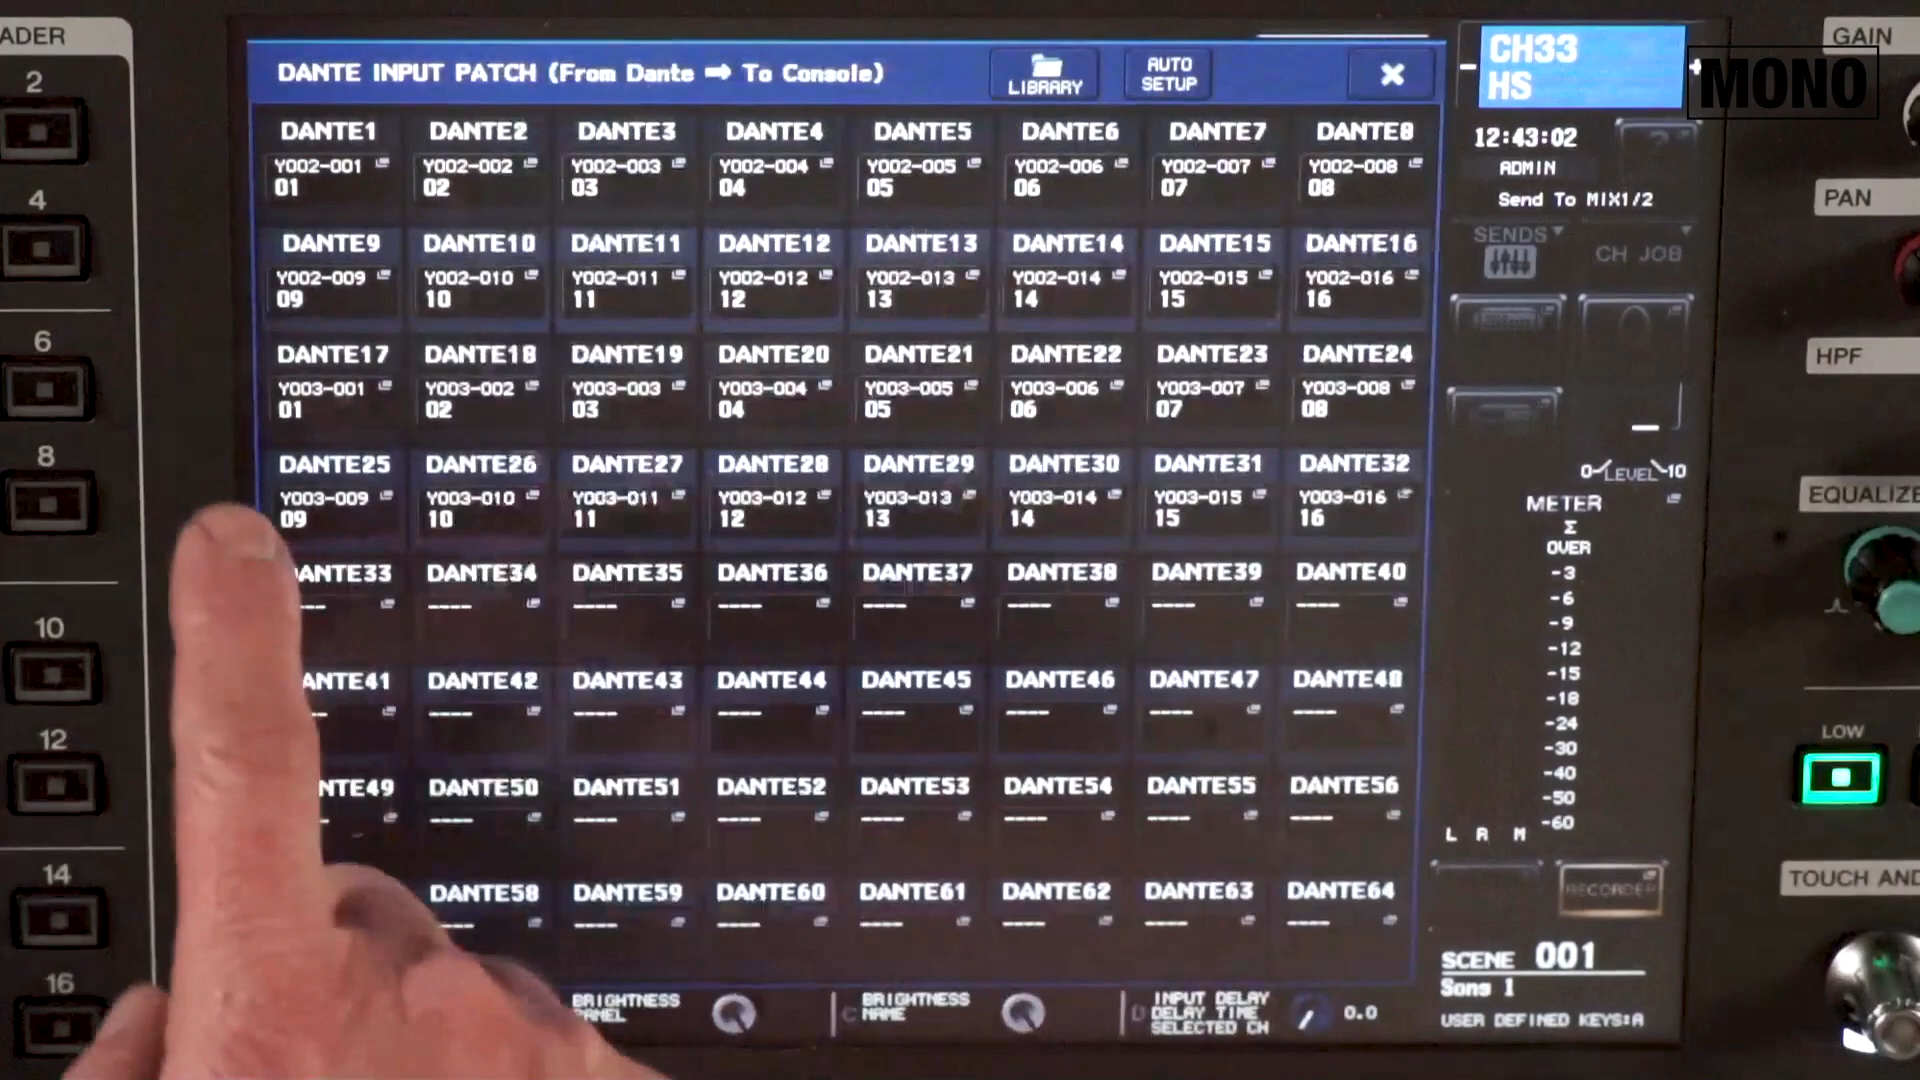 ADER
2
4
6
8
10
12
14
16
DANTE INPUT PATCH (From Dante ➡ To Console)
LIBRARY
AUTO
SETUP
×
DANTE1 DANTE2 DANTE3 DANTE4 DANTE5 DANTE6 DANTE7 DANTE8
Y002-001 Y002-002 Y002-003 Y002-004 Y002-005 Y002-006 Y002-007 Y002-008
01 02 03 04 05 06 07 08
DANTE9 DANTE10 DANTE11 DANTE12 DANTE13 DANTE14 DANTE15 DANTE16
Y002-009 Y002-010 Y002-011 Y002-012 Y002-013 Y002-014 Y002-015 Y002-016
09 10 11 12 13 14 15 16
DANTE17 DANTE18 DANTE19 DANTE20 DANTE21 DANTE22 DANTE23 DANTE24
Y003-001 Y003-002 Y003-003 Y003-004 Y003-005 Y003-006 Y003-007 Y003-008
01 02 03 04 05 06 07 08
DANTE25 DANTE26 DANTE27 DANTE28 DANTE29 DANTE30 DANTE31 DANTE32
Y003-009 Y003-010 Y003-011 Y003-012 Y003-013 Y003-014 Y003-015 Y003-016
09 10 11 12 13 14 15 16
ANTE33 DANTE34 DANTE35 DANTE36 DANTE37 DANTE38 DANTE39 DANTE40
---- ---- ---- ---- ---- ---- ---- ----
ANTE41 DANTE42 DANTE43 DANTE44 DANTE45 DANTE46 DANTE47 DANTE48
---- ---- ---- ---- ---- ---- ---- ----
NTE49 DANTE50 DANTE51 DANTE52 DANTE53 DANTE54 DANTE55 DANTE56
---- ---- ---- ---- ---- ---- ---- ----
DANTE58 DANTE59 DANTE60 DANTE61 DANTE62 DANTE63 DANTE64
---- ---- ---- ---- ---- ---- ----
BRIGHTNESS
PANEL
C BRIGHTNESS
NAME
D INPUT DELAY
DELAY TIME
SELECTED CH
0.0
- CH33 +
HS
MONO
12:43:02
ADMIN
Send To MIX1/2
SENDS
CH JOB
0 LEVEL 10
METER
Σ
OVER
-3
-6
-9
-12
-15
-18
-24
-30
-40
-50
-60
L R M
RECORDER
SCENE 001
Song 1
USER DEFINED KEYS:A
GAIN
PAN
HPF
EQUALIZE
LOW
TOUCH AND